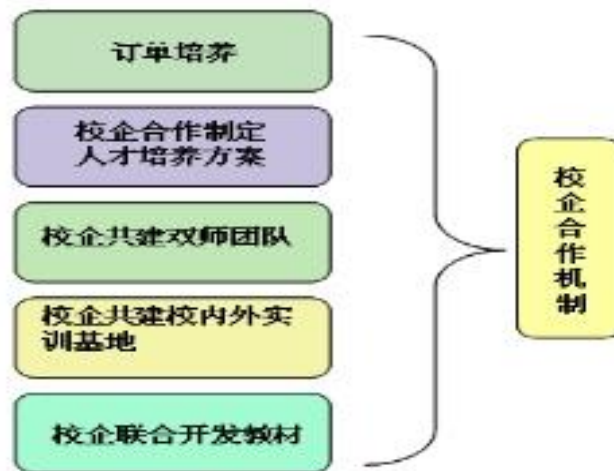 订单培养
校企合作制定
人才培养方案
校企共建双师团队
校企共建校内外实
训基地
校企联合开发教材
校企合作机制